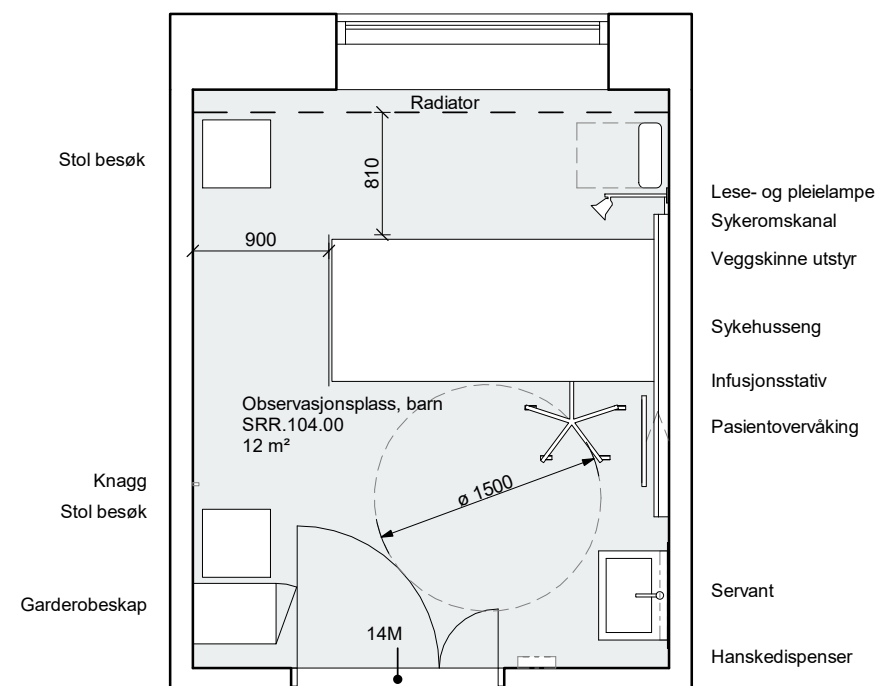 Radiator
Stol besøk
810
Lese- og pleielampe
Sykeromskanal
900
Veggskinne utstyr
Sykehusseng
Infusjonsstativ
Observasjonsplass, barn
SRR.104.00
12 m²
Pasientovervåking
Knagg
ø 1500
Stol besøk
Servant
Garderobeskap
14M
Hanskedispenser